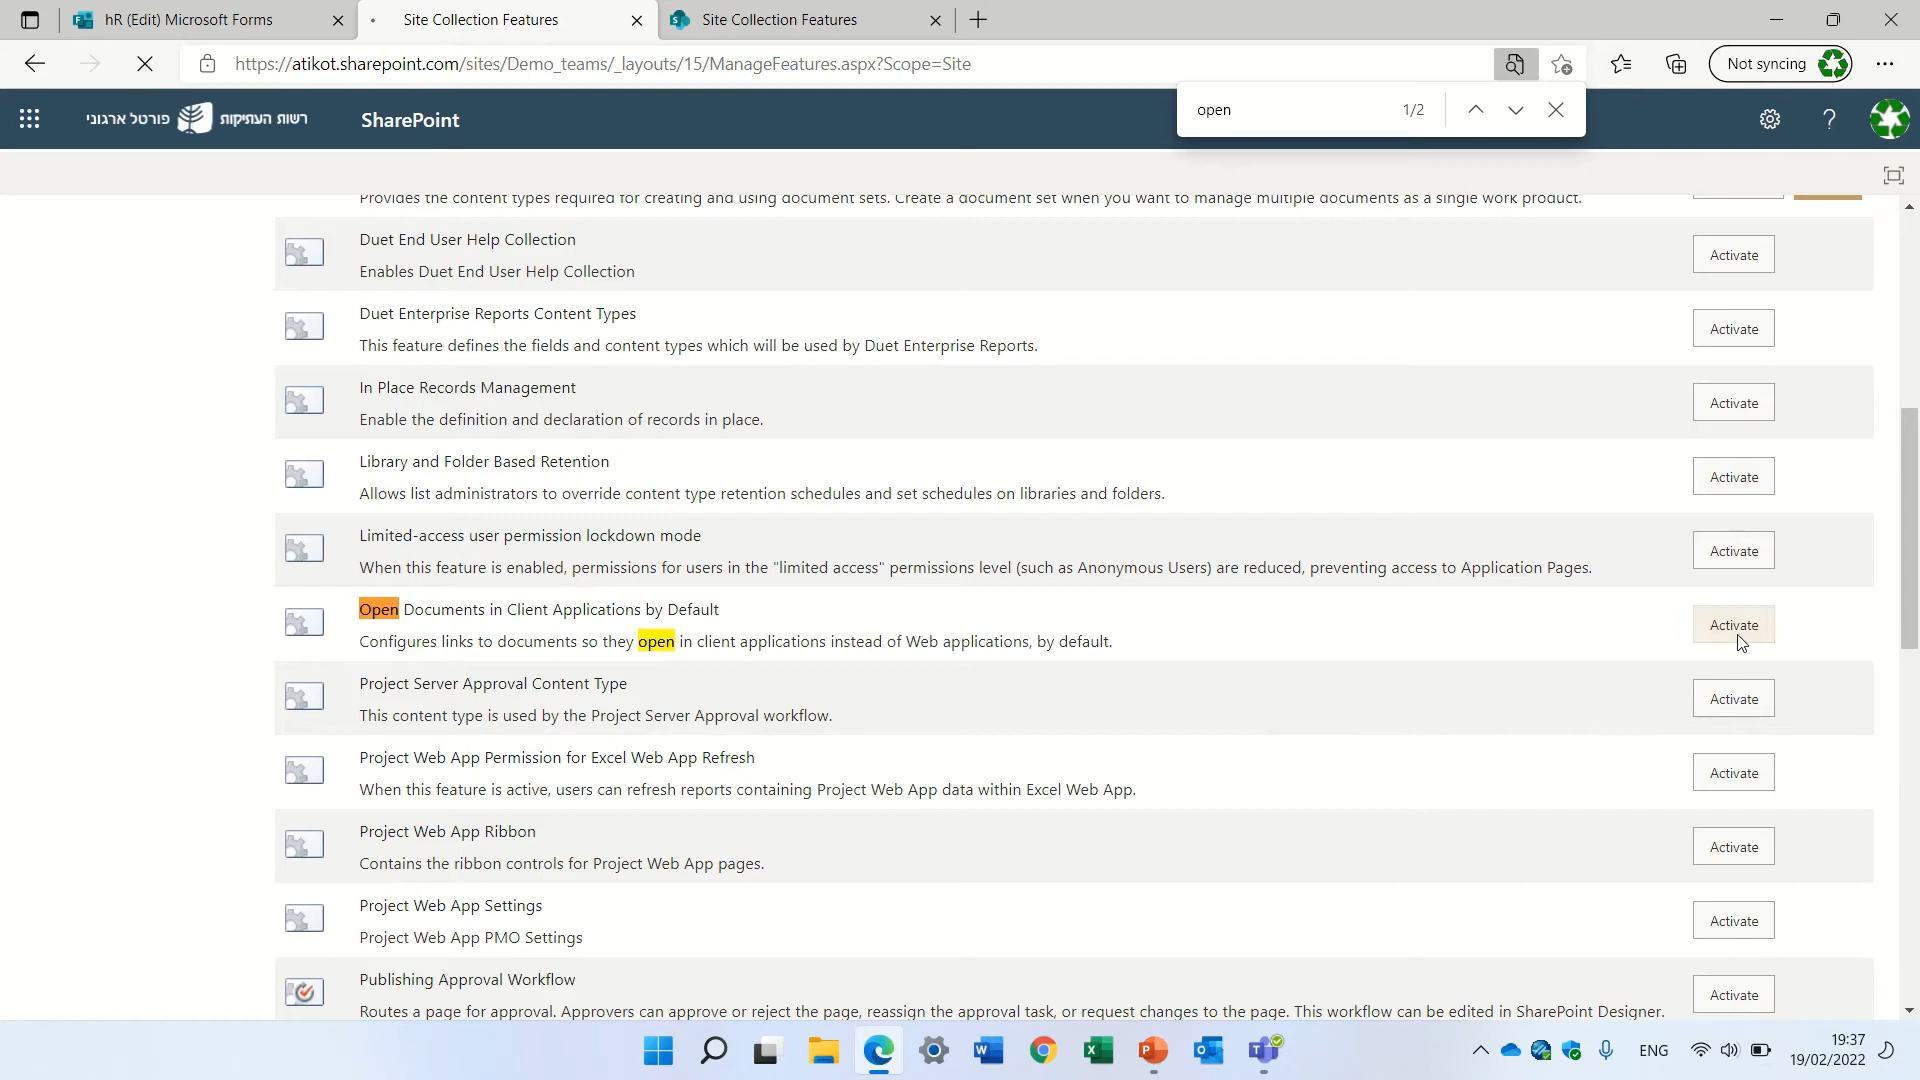 hR (Edit) Microsoft Forms
Site Collection Features
Site Collection Features
https://atikot.sharepoint.com/sites/Demo_teams/_layouts/15/ManageFeatures.aspx?Scope=Site
Not syncing
open 1/2
רשות העתיקות פורטל ארגוני
SharePoint
Provides the content types required for creating and using document sets. Create a document set when you want to manage multiple documents as a single work product.
Duet End User Help Collection
Enables Duet End User Help Collection
Activate
Duet Enterprise Reports Content Types
This feature defines the fields and content types which will be used by Duet Enterprise Reports.
Activate
In Place Records Management
Enable the definition and declaration of records in place.
Activate
Library and Folder Based Retention
Allows list administrators to override content type retention schedules and set schedules on libraries and folders.
Activate
Limited-access user permission lockdown mode
When this feature is enabled, permissions for users in the "limited access" permissions level (such as Anonymous Users) are reduced, preventing access to Application Pages.
Activate
Open Documents in Client Applications by Default
Configures links to documents so they open in client applications instead of Web applications, by default.
Activate
Project Server Approval Content Type
This content type is used by the Project Server Approval workflow.
Activate
Project Web App Permission for Excel Web App Refresh
When this feature is active, users can refresh reports containing Project Web App data within Excel Web App.
Activate
Project Web App Ribbon
Contains the ribbon controls for Project Web App pages.
Activate
Project Web App Settings
Project Web App PMO Settings
Activate
Publishing Approval Workflow
Routes a page for approval. Approvers can approve or reject the page, reassign the approval task, or request changes to the page. This workflow can be edited in SharePoint Designer.
Activate
ENG
19:37
19/02/2022